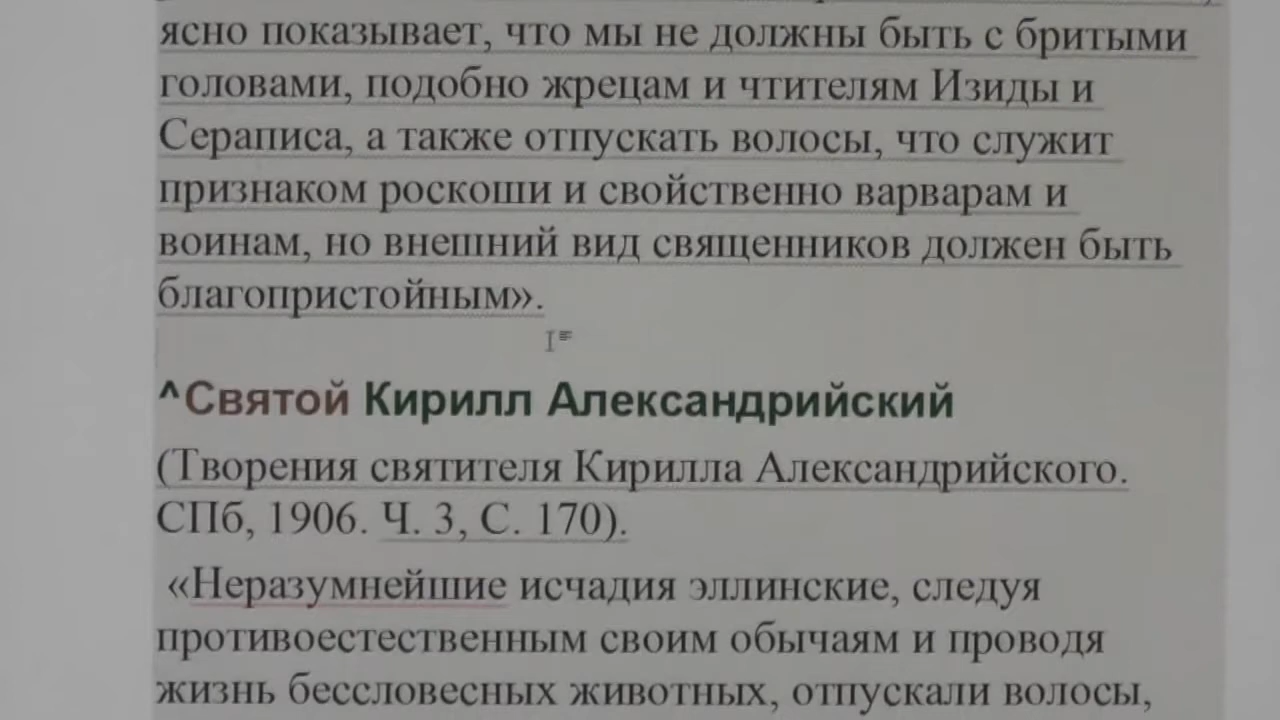 ясно показывает, что мы не должны быть с бритыми
головами, подобно жрецам и чтителям Изиды и
Сераписа, а также отпускать волосы, что служит
признаком роскоши и свойственно варварам и
воинам, но внешний вид священников должен быть
благопристойным».
^Святой Кирилл Александрийский
(Творения святителя Кирилла Александрийского.
СПб, 1906. Ч. 3, С. 170).
«Неразумнейшие исчадия эллинские, следуя
противоестественным своим обычаям и проводя
жизнь бессловесных животных, отпускали волосы,